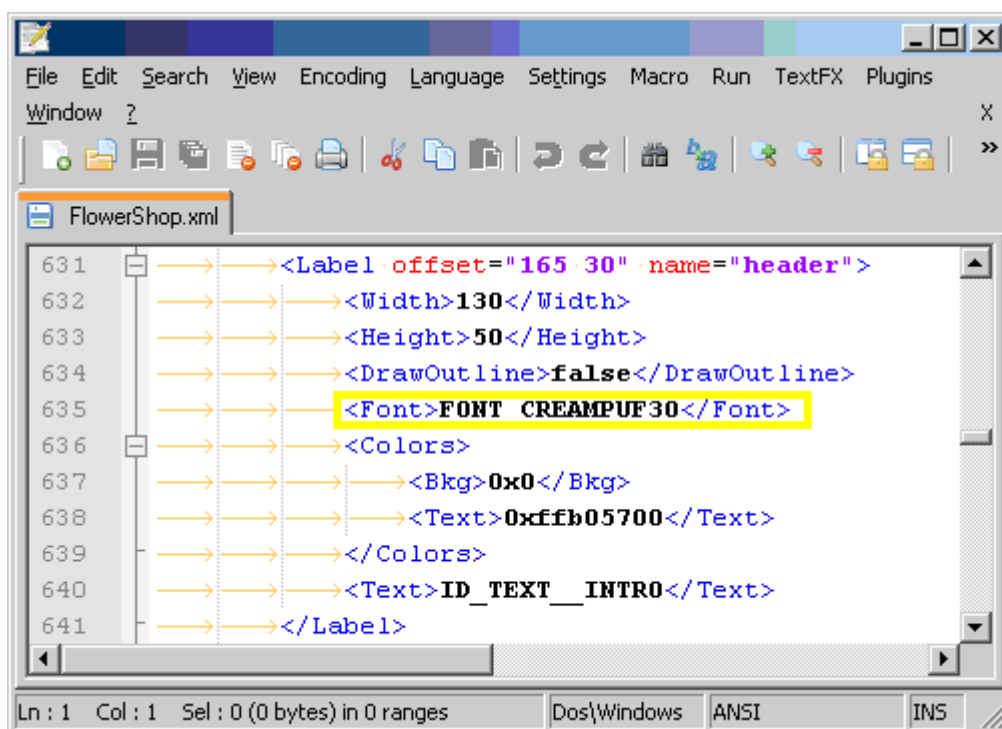 File Edit Search View Encoding Language Settings Macro Run TextFX Plugins
Window ? X
FlowerShop.xml
631 <Label offset="165 30" name="header">
632 <Width>130</Width>
633 <Height>50</Height>
634 <DrawOutline>false</DrawOutline>
635 <Font>FONT_CREAMPUF30</Font>
636 <Colors>
637 <Bkg>0x0</Bkg>
638 <Text>0xffb05700</Text>
639 </Colors>
640 <Text>ID_TEXT__INTRO</Text>
641 </Label>
Ln : 1 Col : 1 Sel : 0 (0 bytes) in 0 ranges Dos\Windows ANSI INS